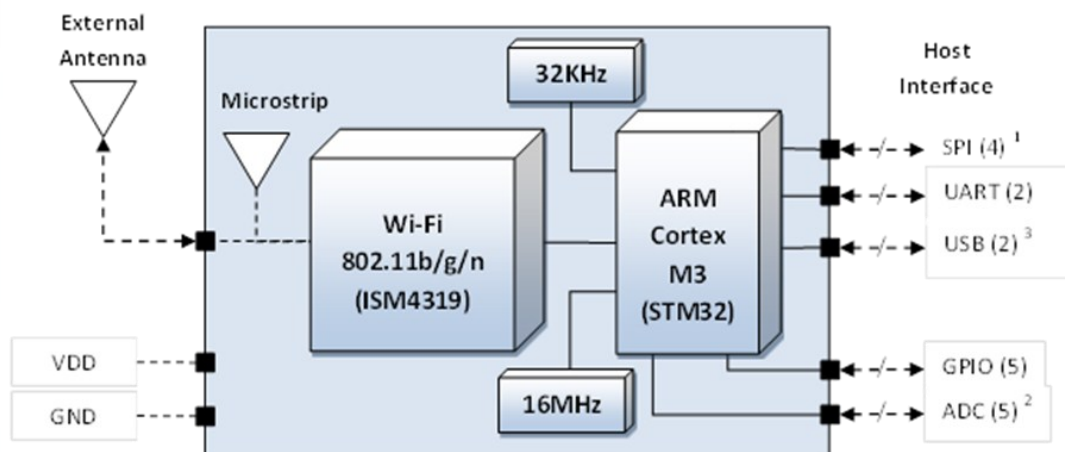 External
Antenna
Microstrip
32KHz
Host
Interface
Wi-Fi
802.11b/g/n
(ISM4319)
ARM
Cortex
M3
(STM32)
SPI (4) 1
UART (2)
USB (2) 3
VDD
GND
16MHz
GPIO (5)
ADC (5) 2